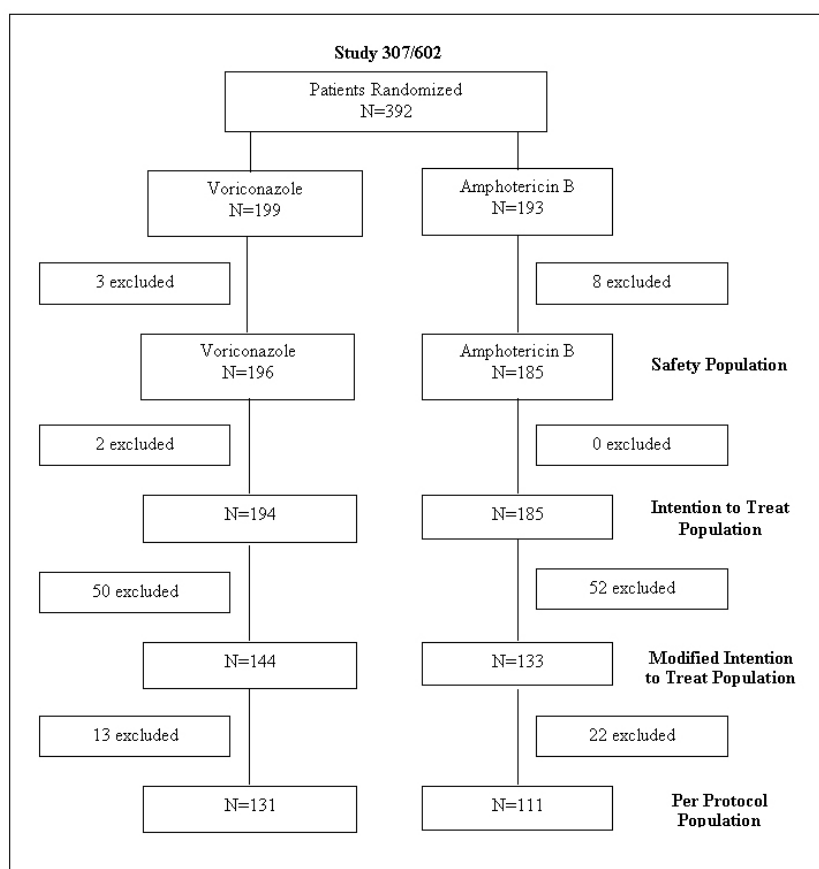 Study 307/602
Patients Randomized
N=392
Voriconazole
N=199
Amphotericin B
N=193
3 excluded
8 excluded
Voriconazole
N=196
Amphotericin B
N=185
Safety Population
2 excluded
0 excluded
N=194
N=185
Intention to Treat
Population
50 excluded
52 excluded
N=144
N=133
Modified Intention
to Treat Population
13 excluded
22 excluded
N=131
N=111
Per Protocol
Population